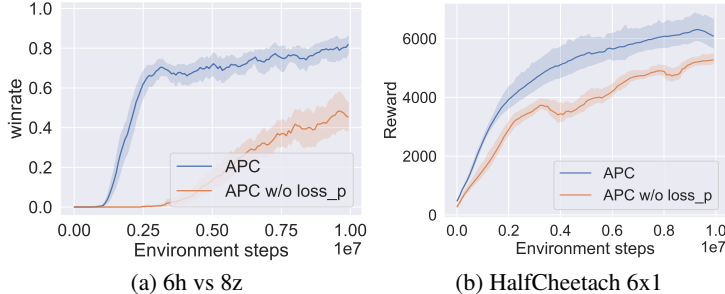 1.0
0.8
0.6
0.4
0.2
0.0
winrate
APC
APC w/o loss_p
0.00 0.25 0.50 0.75 1.00
Environment steps 1e7
(a) 6h vs 8z
6000
4000
2000
0
Reward
APC
APC w/o loss_p
0.0 0.2 0.4 0.6 0.8 1.0
Environment steps 1e7
(b) HalfCheetach 6x1